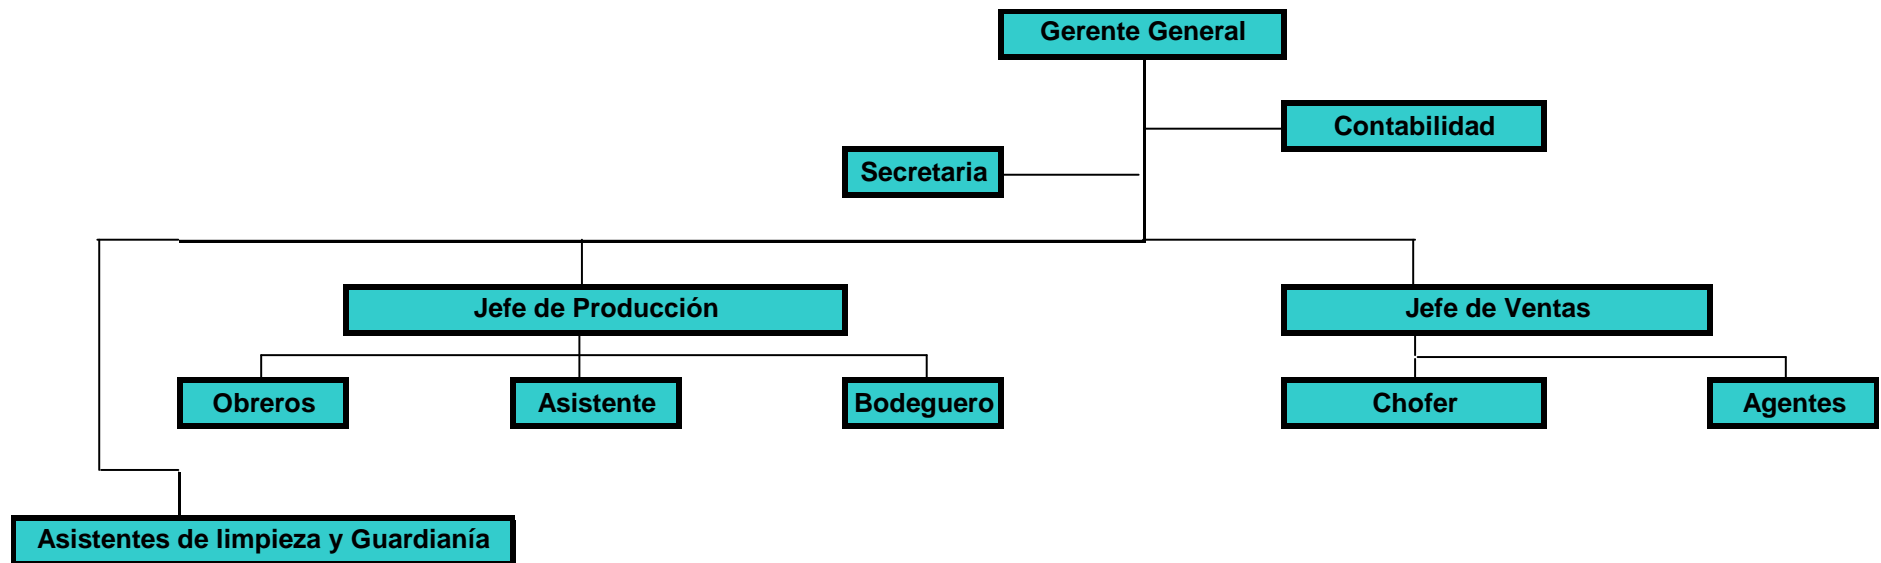 Gerente General
Contabilidad
Secretaria
Jefe de Producción
Jefe de Ventas
Obreros
Asistente
Bodeguero
Chofer
Agentes
Asistentes de limpieza y Guardianía